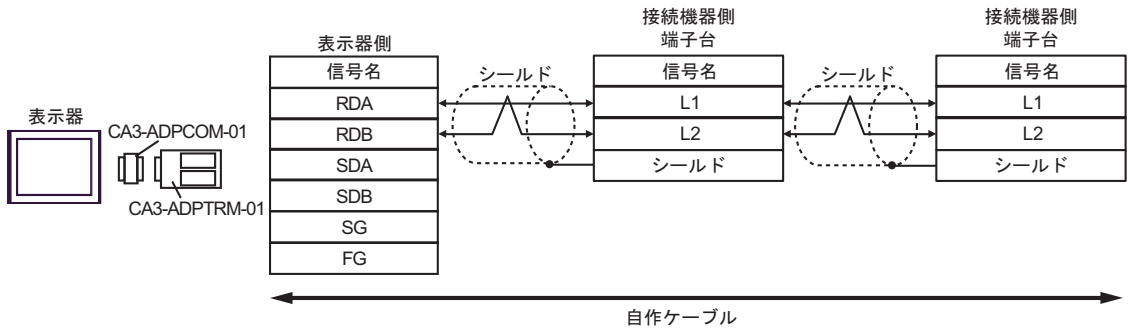 表示器
CA3-ADPCOM-01
CA3-ADPTRM-01
表示器側
信号名
RDA
RDB
SDA
SDB
SG
FG
シールド
接続機器側
端子台
信号名
L1
L2
シールド
シールド
接続機器側
端子台
信号名
L1
L2
シールド
自作ケーブル